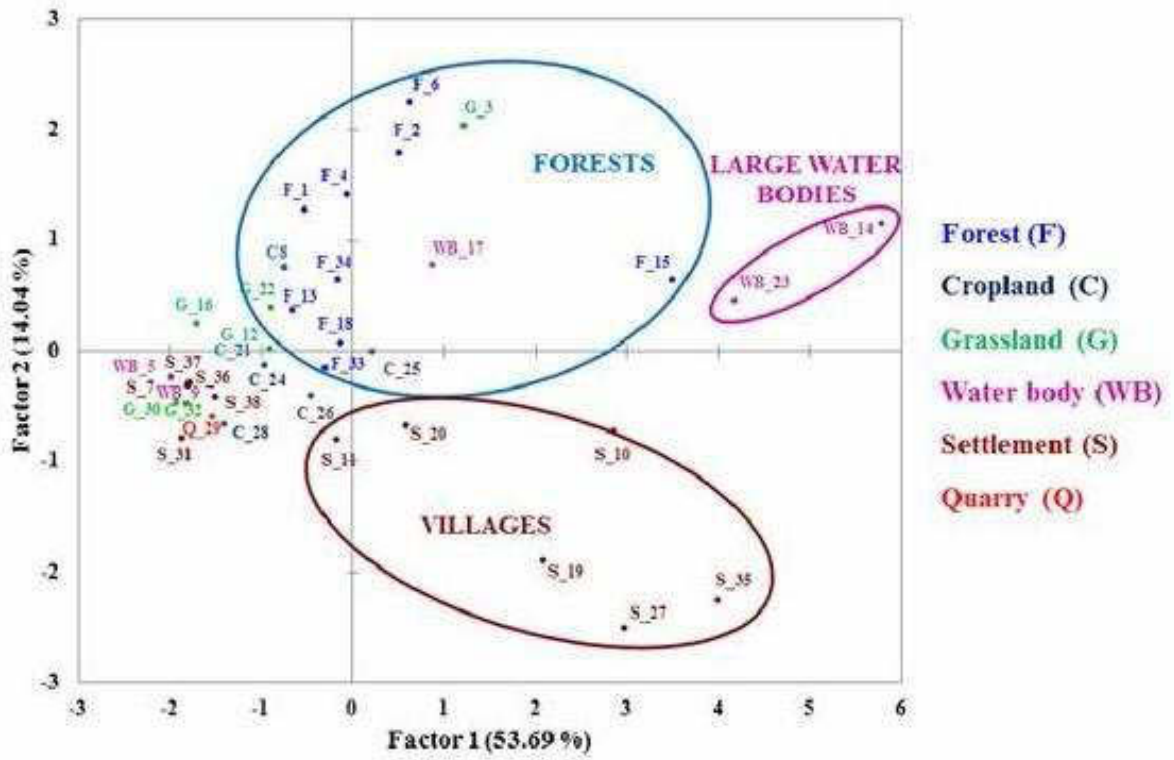 3
F_6
G_3
2
F_2
FORESTS
LARGE WATER
BODIES
F_4
F_1
1
WB_14
Forest (F)
C8
F_34
WB_17
F_15
WB_23
Cropland (C)
G_22
F_13
G_16
F_18
G_12
Grassland (G)
0
C_21
WB_5
S_37
F_33
C_25
S_7
WB_9
S_36
C_24
Water body (WB)
G_30
G_32
S_38
C_26
Q_29
C_28
S_20
S_10
Settlement (S)
-1
S_31
S_11
Quarry (Q)
VILLAGES
S_19
S_35
-2
S_27
-3
-3 -2 -1 0 1 2 3 4 5 6
Factor 1 (53.69 %)
Factor 2 (14.04 %)